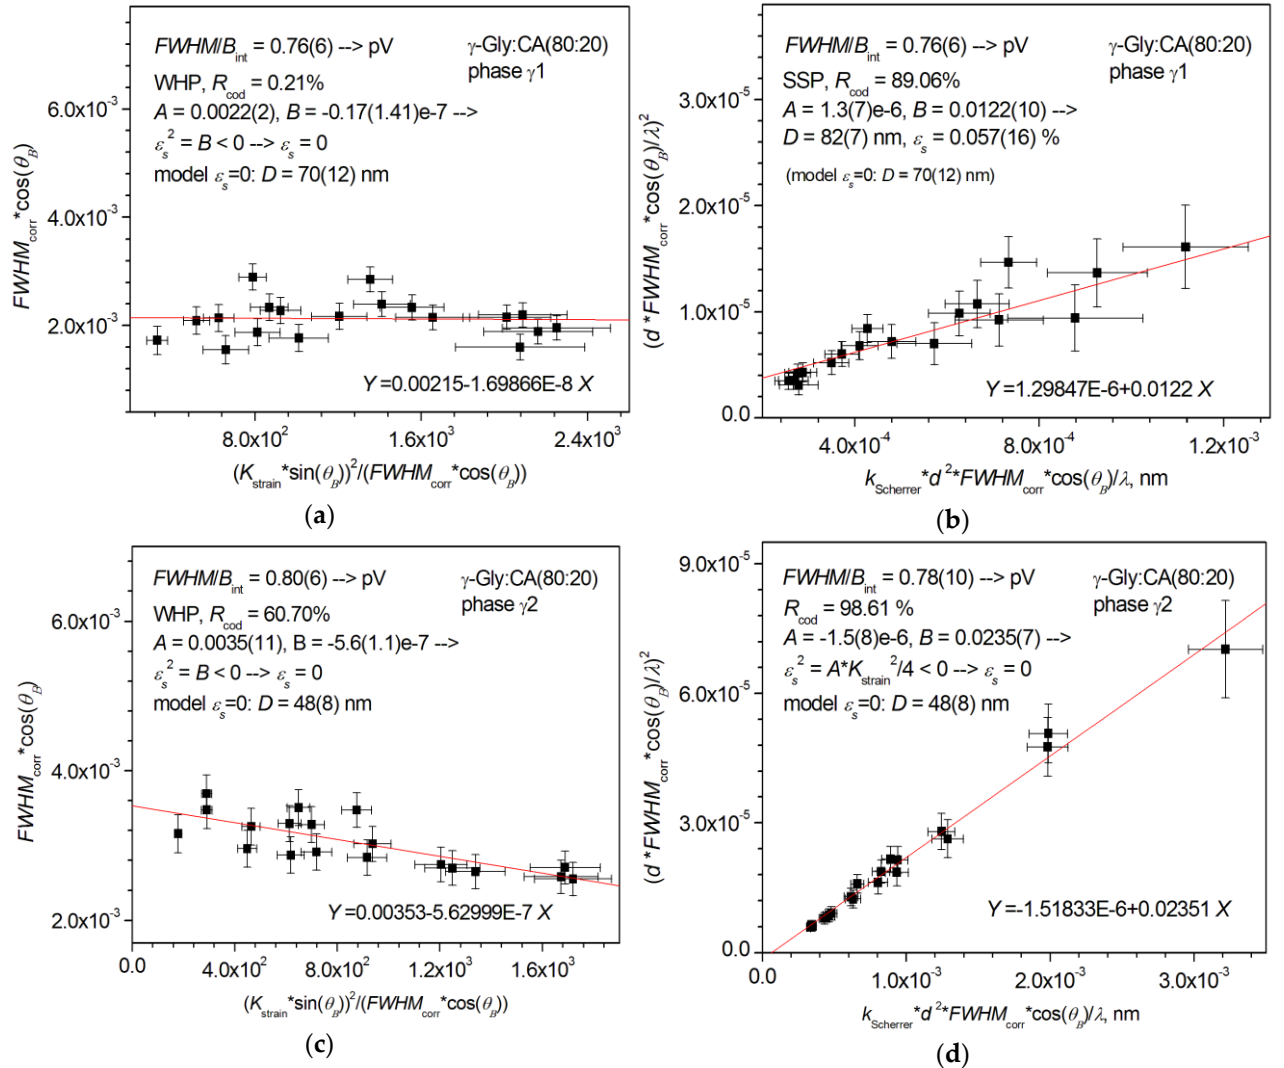 FWHM/B_int = 0.76(6) --> pV
γ-Gly:CA(80:20)
phase γ1
WHP, R_cod = 0.21%
A = 0.0022(2), B = -0.17(1.41)e-7 -->
ε_s^2 = B < 0 --> ε_s = 0
model ε_s=0: D = 70(12) nm
6.0x10^-3
4.0x10^-3
2.0x10^-3
FWHM_corr*cos(θ_B)
Y=0.00215-1.69866E-8 X
8.0x10^2
1.6x10^3
2.4x10^3
(K_strain*sin(θ_B))^2/(FWHM_corr*cos(θ_B))
(a)
FWHM/B_int = 0.76(6) --> pV
γ-Gly:CA(80:20)
phase γ1
SSP, R_cod = 89.06%
A = 1.3(7)e-6, B = 0.0122(10) -->
D = 82(7) nm, ε_s = 0.057(16) %
(model ε_s=0: D = 70(12) nm)
3.0x10^-5
2.0x10^-5
1.0x10^-5
0.0
(d*FWHM_corr*cos(θ_B)/λ)^2
Y=1.29847E-6+0.0122 X
4.0x10^-4
8.0x10^-4
1.2x10^-3
k_Scherrer*d^2*FWHM_corr*cos(θ_B)/λ, nm
(b)
FWHM/B_int = 0.80(6) --> pV
γ-Gly:CA(80:20)
phase γ2
WHP, R_cod = 60.70%
A = 0.0035(11), B = -5.6(1.1)e-7 -->
ε_s^2 = B < 0 --> ε_s = 0
model ε_s=0: D = 48(8) nm
6.0x10^-3
4.0x10^-3
2.0x10^-3
FWHM_corr*cos(θ_B)
Y=0.00353-5.62999E-7 X
0.0
4.0x10^2
8.0x10^2
1.2x10^3
1.6x10^3
(K_strain*sin(θ_B))^2/(FWHM_corr*cos(θ_B))
(c)
FWHM/B_int = 0.78(10) --> pV
γ-Gly:CA(80:20)
phase γ2
R_cod = 98.61 %
A = -1.5(8)e-6, B = 0.0235(7) -->
ε_s^2 = A*K_strain^2/4 < 0 --> ε_s = 0
model ε_s=0: D = 48(8) nm
9.0x10^-5
6.0x10^-5
3.0x10^-5
0.0
(d*FWHM_corr*cos(θ_B)/λ)^2
Y=-1.51833E-6+0.02351 X
0.0
1.0x10^-3
2.0x10^-3
3.0x10^-3
k_Scherrer*d^2*FWHM_corr*cos(θ_B)/λ, nm
(d)